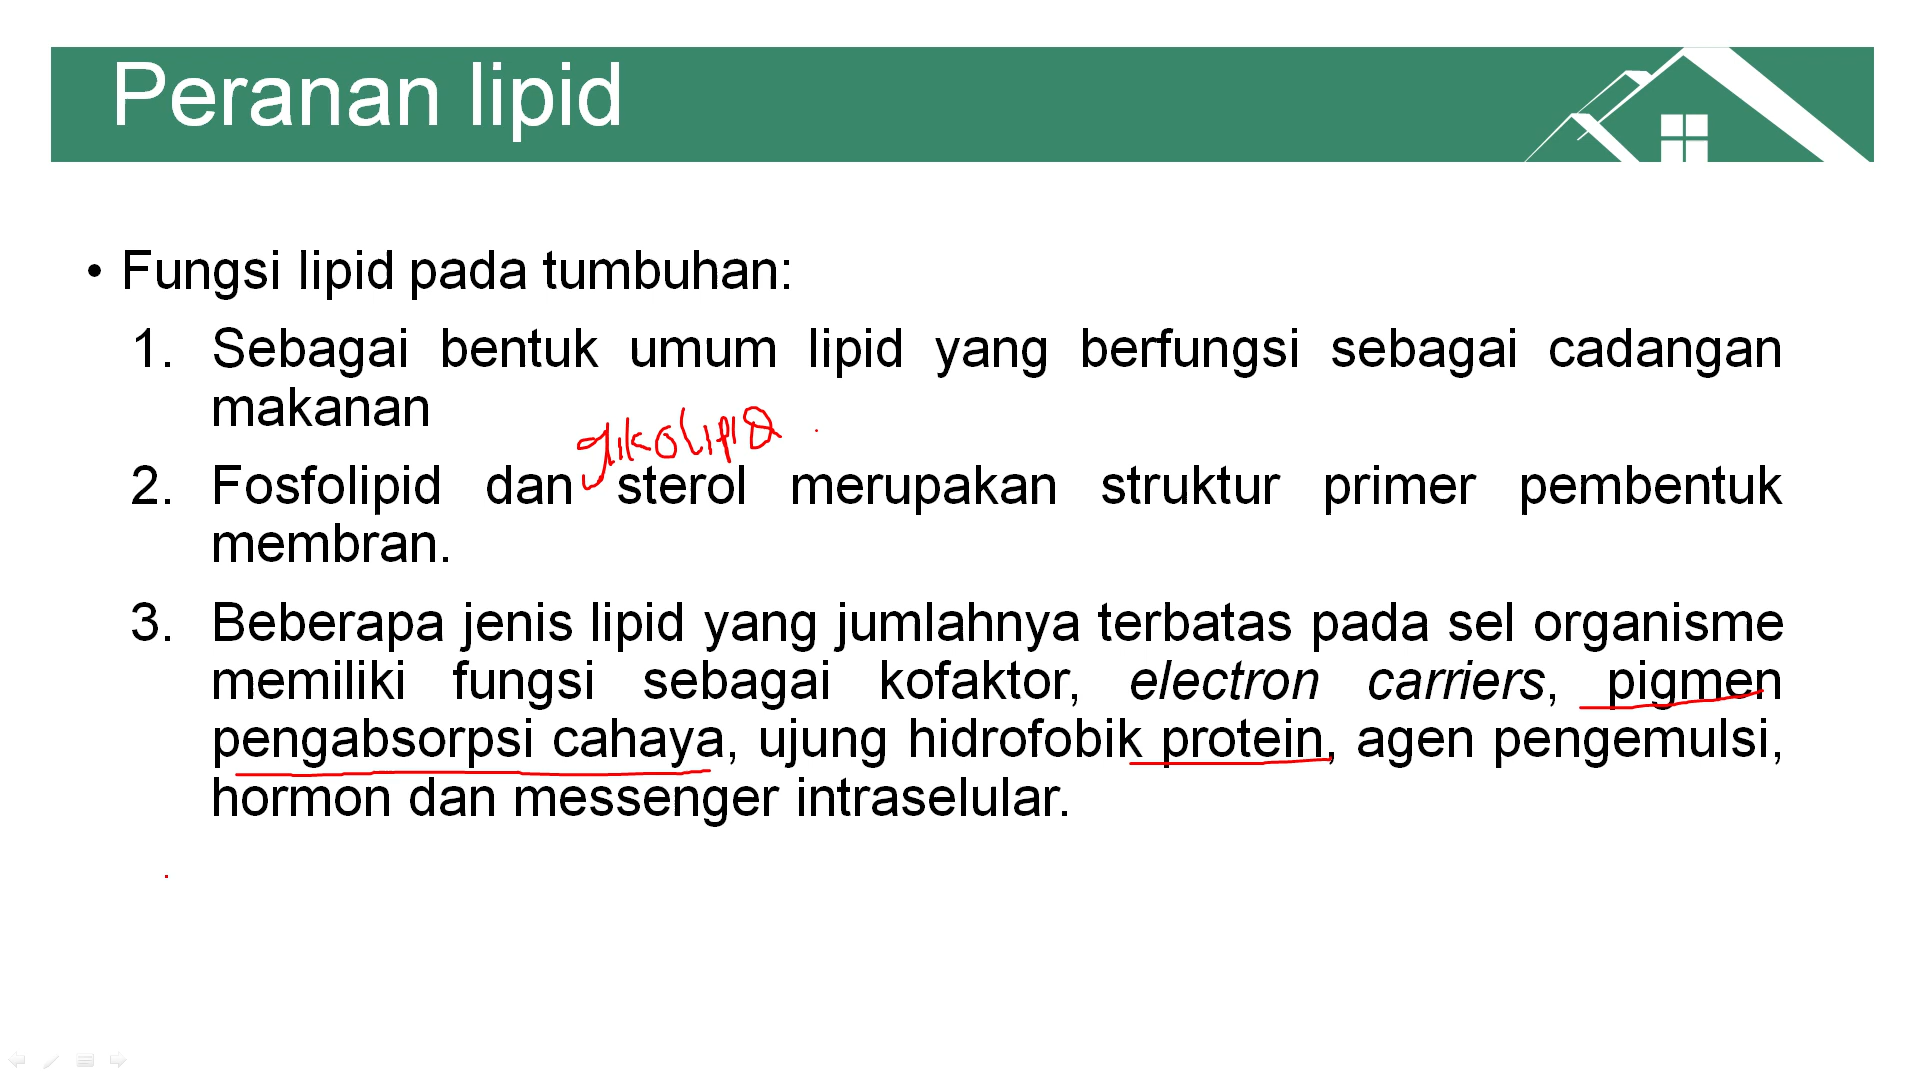 Peranan lipid
• Fungsi lipid pada tumbuhan:
1. Sebagai bentuk umum lipid yang berfungsi sebagai cadangan
makanan
glikolipid
2. Fosfolipid dan sterol merupakan struktur primer pembentuk
membran.
3. Beberapa jenis lipid yang jumlahnya terbatas pada sel organisme
memiliki fungsi sebagai kofaktor, electron carriers, pigmen
pengabsorpsi cahaya, ujung hidrofobik protein, agen pengemulsi,
hormon dan messenger intraselular.